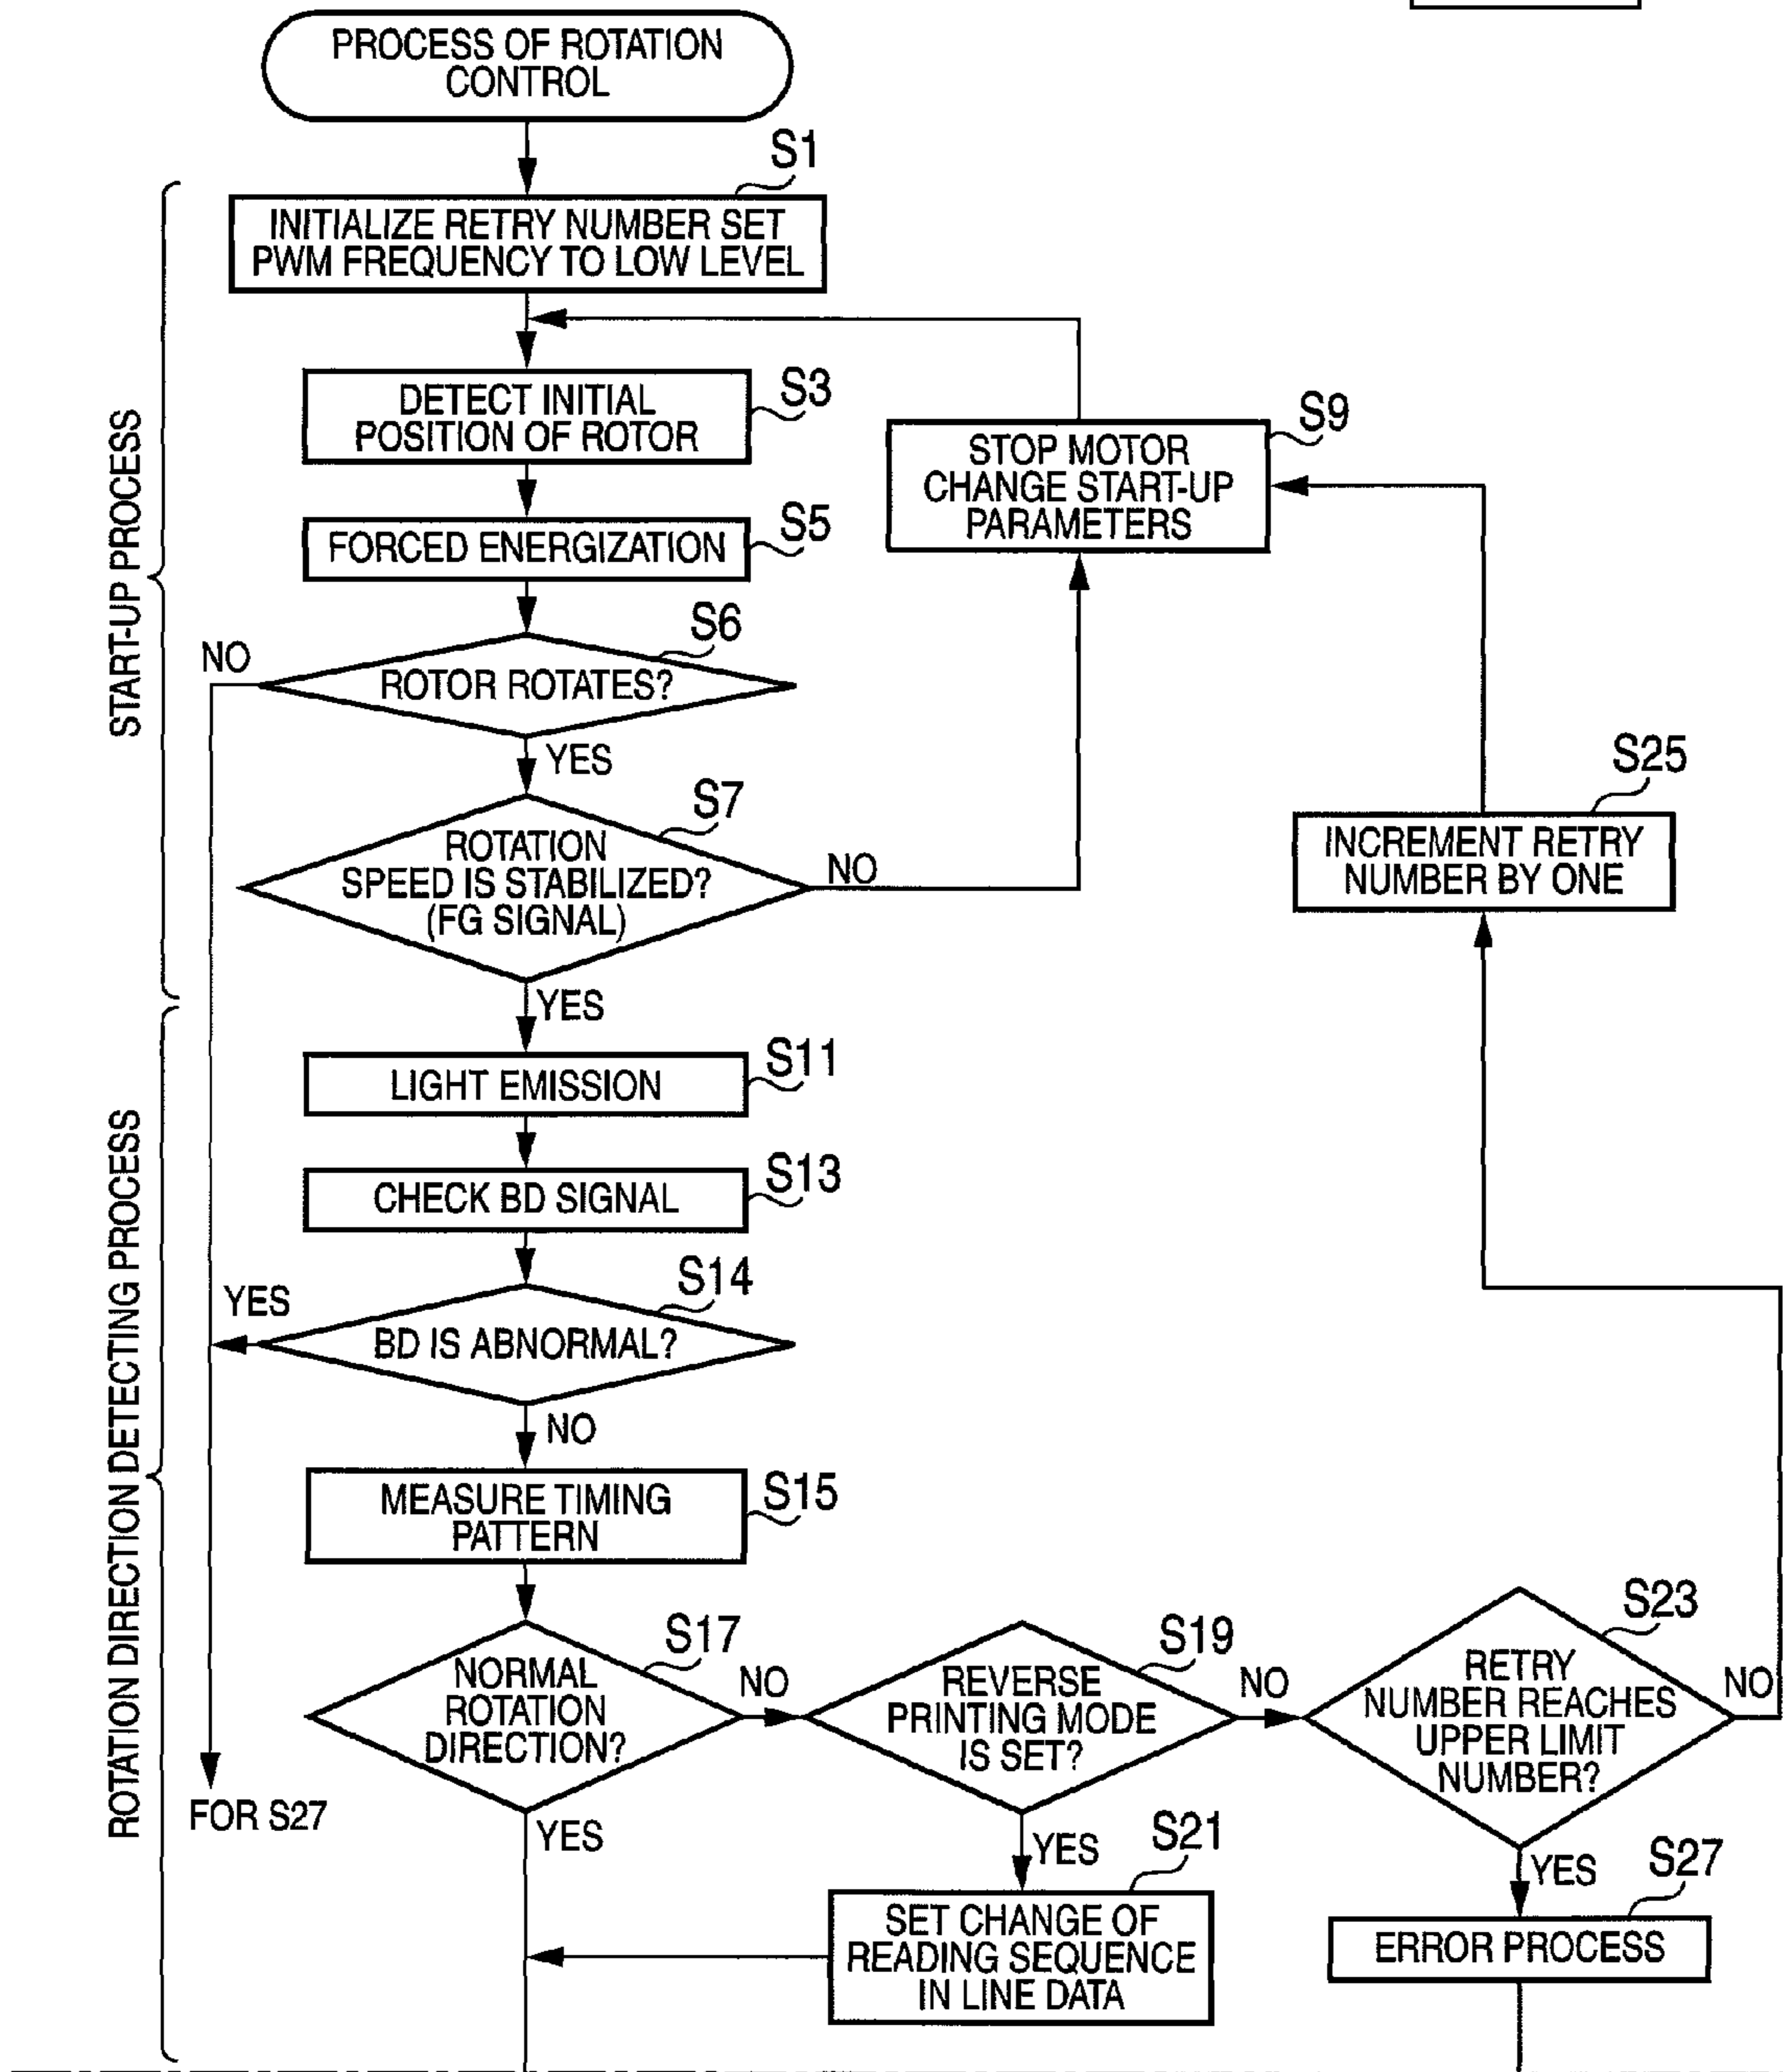 PROCESS OF ROTATION
CONTROL
S1
INITIALIZE RETRY NUMBER SET
PWM FREQUENCY TO LOW LEVEL
START-UP PROCESS
S3
DETECT INITIAL
POSITION OF ROTOR
S9
STOP MOTOR
CHANGE START-UP
PARAMETERS
S5
FORCED ENERGIZATION
S6
NO
ROTOR ROTATES?
YES
S7
ROTATION
SPEED IS STABILIZED?
(FG SIGNAL)
NO
S25
INCREMENT RETRY
NUMBER BY ONE
YES
ROTATION DIRECTION DETECTING PROCESS
S11
LIGHT EMISSION
S13
CHECK BD SIGNAL
S14
YES
BD IS ABNORMAL?
NO
S15
MEASURE TIMING
PATTERN
S17
NORMAL
ROTATION
DIRECTION?
NO
S19
REVERSE
PRINTING MODE
IS SET?
NO
S23
RETRY
NUMBER REACHES
UPPER LIMIT
NUMBER?
NO
FOR S27
YES
YES
S21
SET CHANGE OF
READING SEQUENCE
IN LINE DATA
YES
S27
ERROR PROCESS